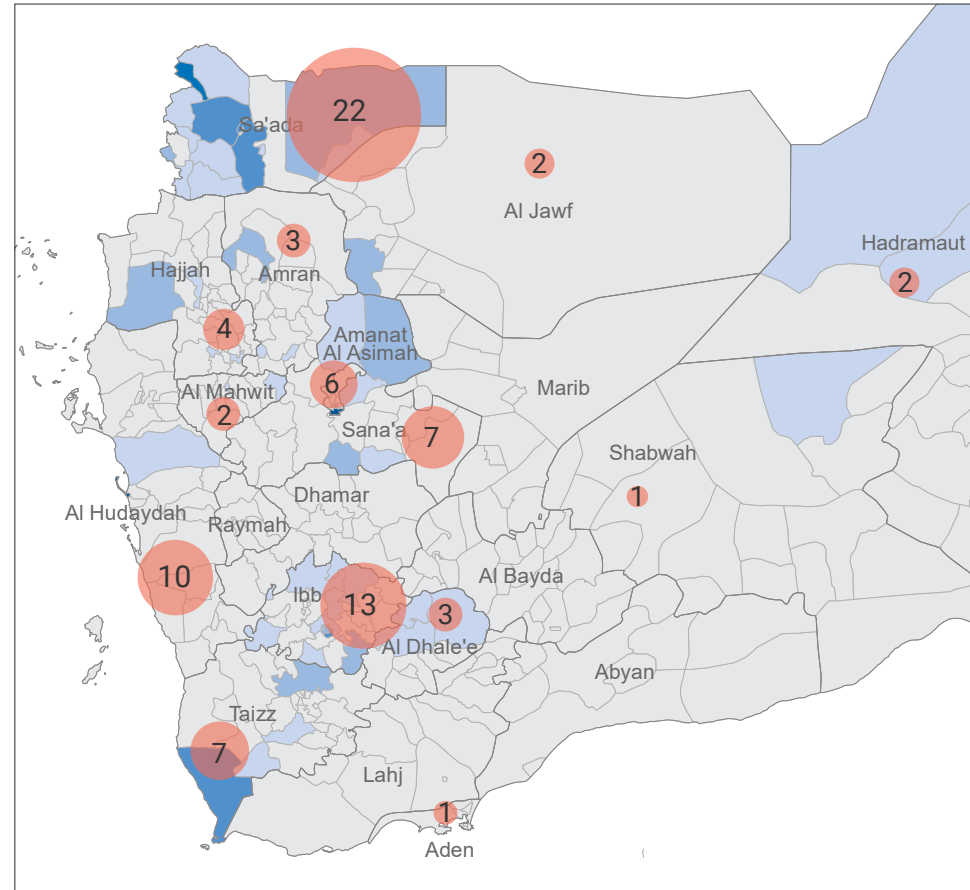 22
Sa'ada
2
Al Jawf
3
Hadramaut
Hajjah
Amran
2
4
Amanat
Al Asimah
6
Marib
Al Mahwit
2
Sana'a
7
Shabwah
Dhamar
1
Al Hudaydah
Raymah
10
Al Bayda
Ibb
13
3
Al Dhale'e
Abyan
Taizz
7
Lahj
1
Aden